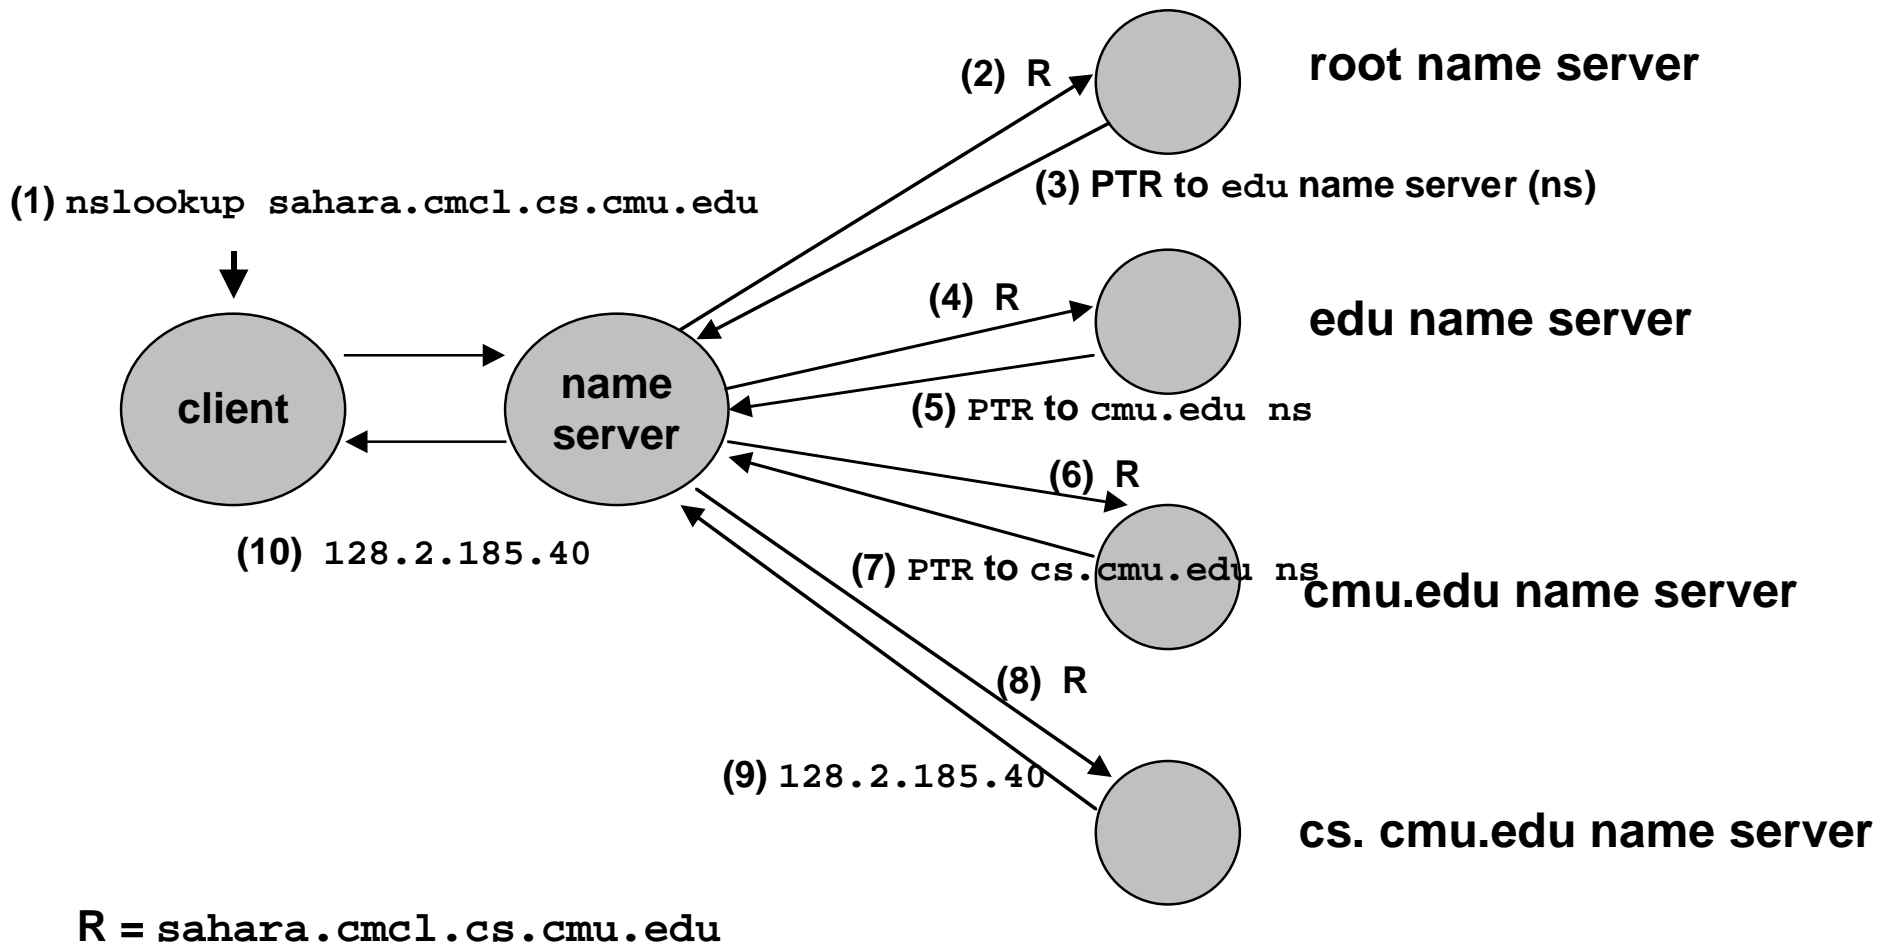 (2) R
root name server
(3) PTR to edu name server (ns)
(1) nslookup sahara.cmcl.cs.cmu.edu
(4) R
edu name server
client
name
server
(5) PTR to cmu.edu ns
(6) R
(10) 128.2.185.40
(7) PTR to cs.cmu.edu ns
cmu.edu name server
(8) R
(9) 128.2.185.40
cs. cmu.edu name server
R = sahara.cmcl.cs.cmu.edu